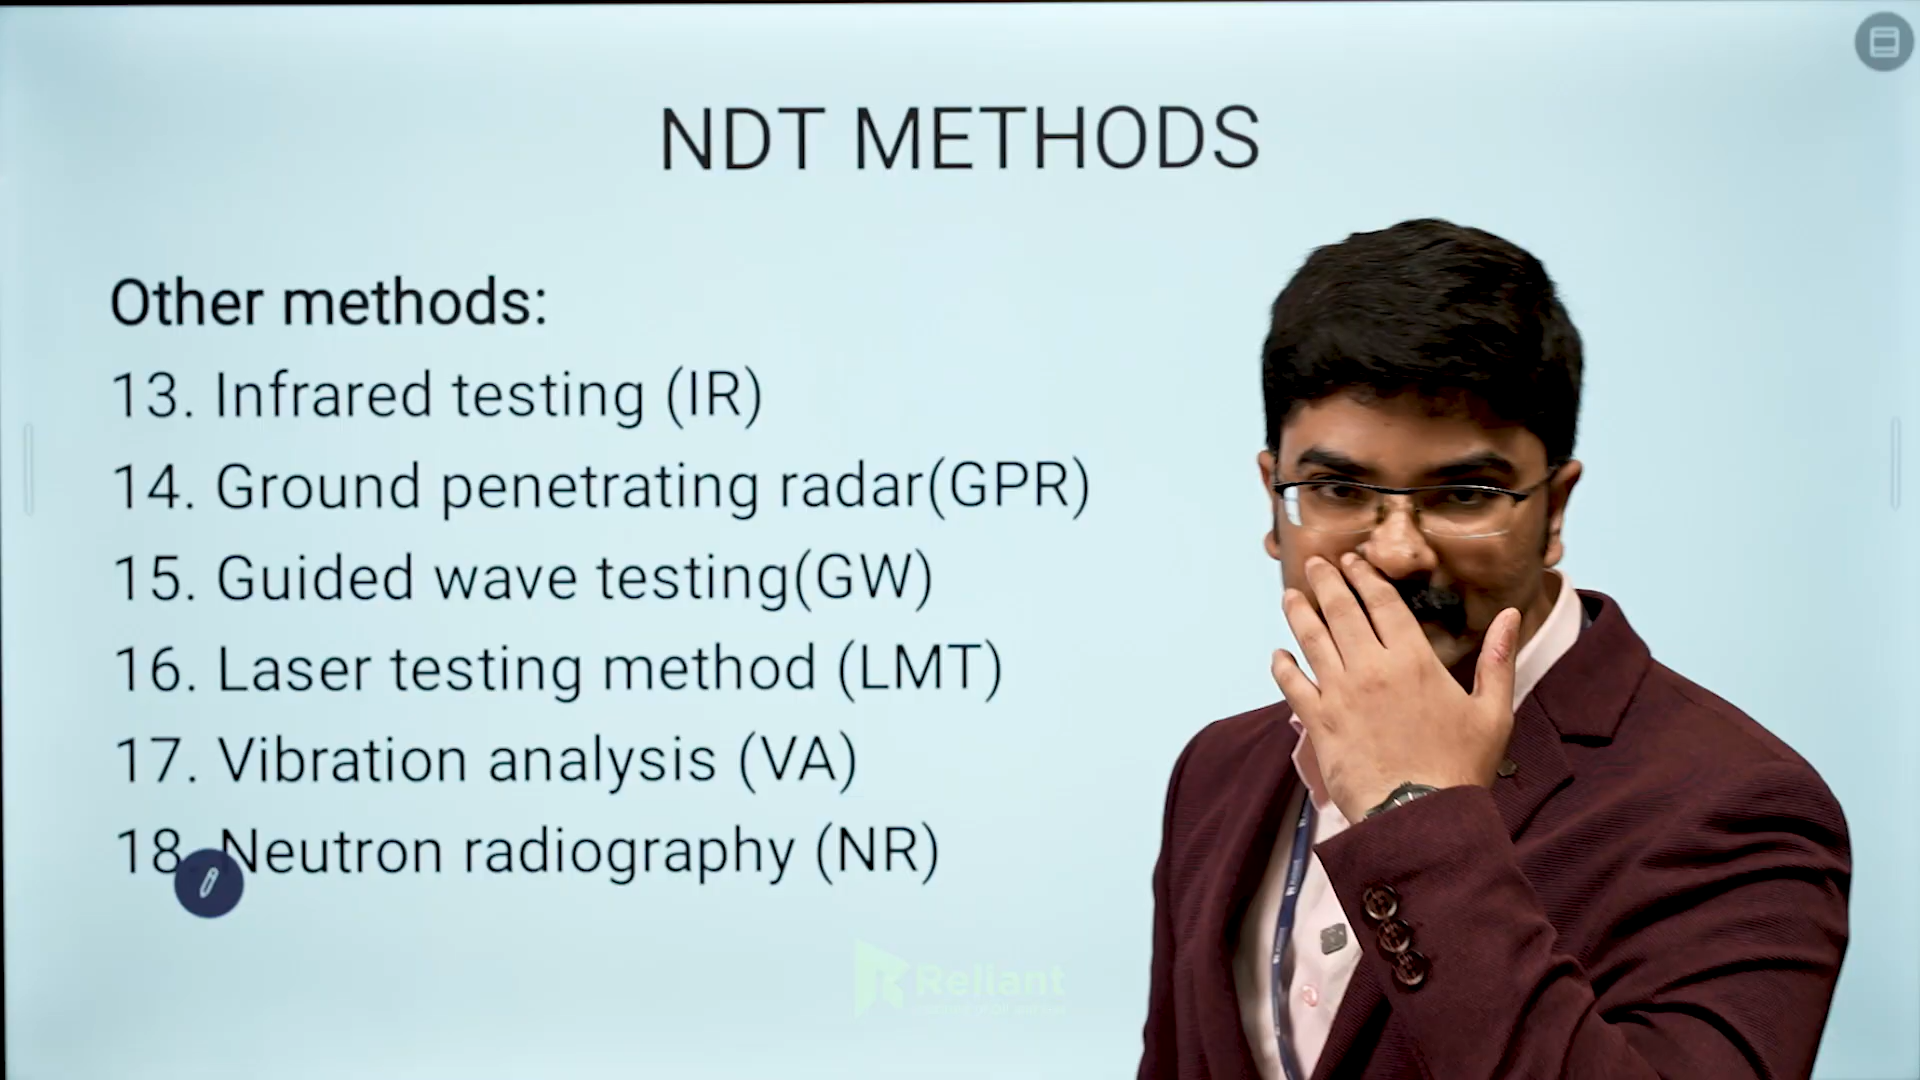 NDT METHODS
Other methods:
13. Infrared testing (IR)
14. Ground penetrating radar(GPR)
15. Guided wave testing(GW)
16. Laser testing method (LMT)
17. Vibration analysis (VA)
18. Neutron radiography (NR)
Reliant